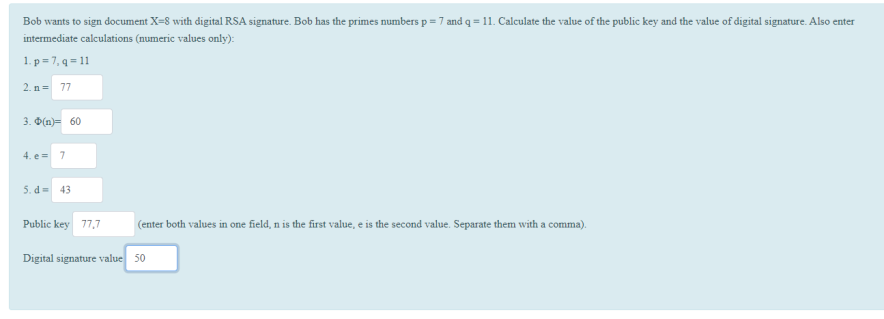 Bob wants to sign document X=8 with digital RSA signature. Bob has the primes numbers p = 7 and q = 11. Calculate the value of the public key and the value of digital signature. Also enter
intermediate calculations (numeric values only):
1. p = 7, q = 11
2. n = 77
3. Φ(n)= 60
4. e = 7
5. d = 43
Public key 77,7 (enter both values in one field, n is the first value, e is the second value. Separate them with a comma).
Digital signature value 50